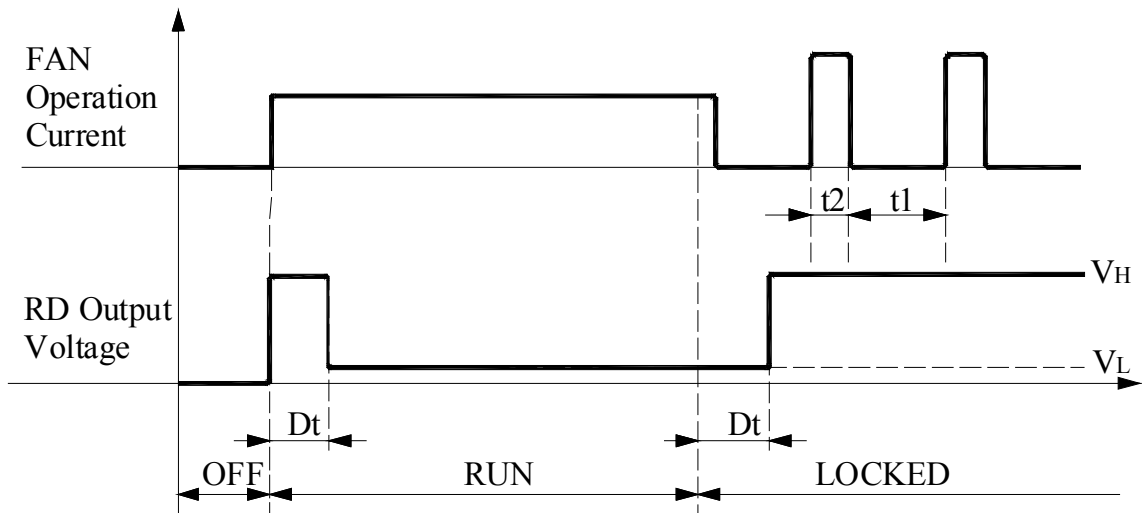 FAN
Operation
Current
t2
t1
VH
RD Output
Voltage
VL
Dt
Dt
OFF
RUN
LOCKED